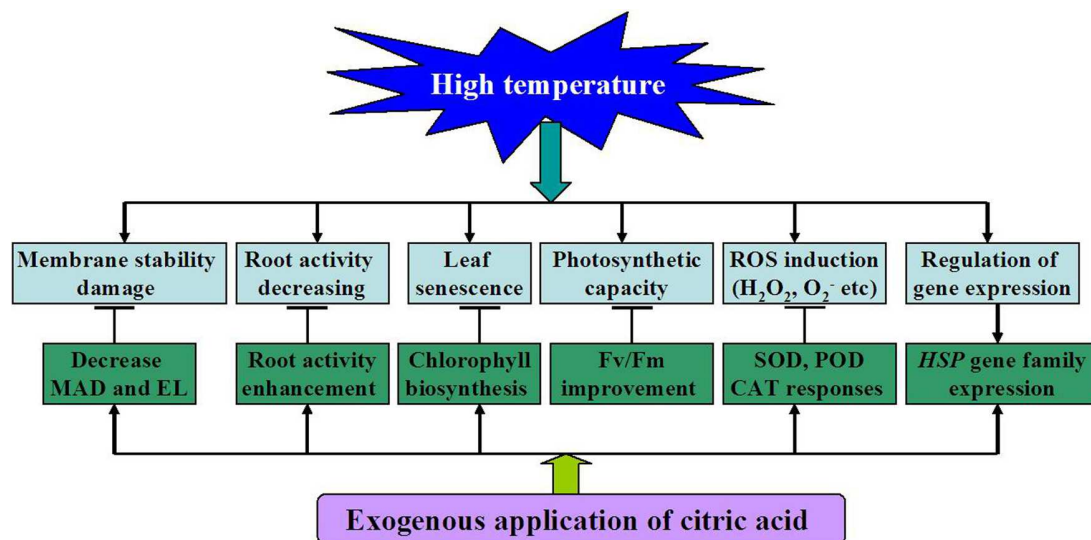 High temperature
Membrane stability
damage
Root activity
decreasing
Leaf
senescence
Photosynthetic
capacity
ROS induction
(H₂O₂, O₂⁻ etc)
Regulation of
gene expression
Decrease
MAD and EL
Root activity
enhancement
Chlorophyll
biosynthesis
Fv/Fm
improvement
SOD, POD
CAT responses
HSP gene family
expression
Exogenous application of citric acid